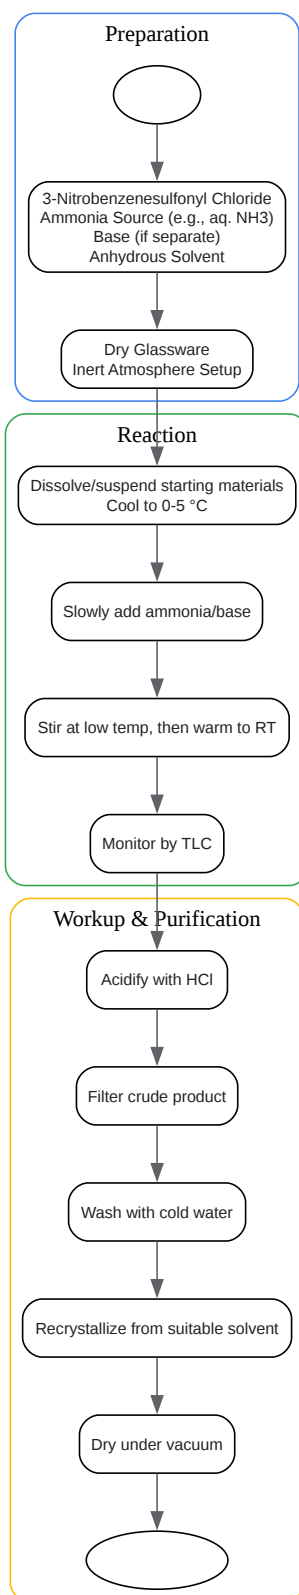 Preparation
3-Nitrobenzenesulfonyl Chloride
Ammonia Source (e.g., aq. NH3)
Base (if separate)
Anhydrous Solvent
Dry Glassware
Inert Atmosphere Setup
Reaction
Dissolve/suspend starting materials
Cool to 0-5 °C
Slowly add ammonia/base
Stir at low temp, then warm to RT
Monitor by TLC
Workup & Purification
Acidify with HCl
Filter crude product
Wash with cold water
Recrystallize from suitable solvent
Dry under vacuum